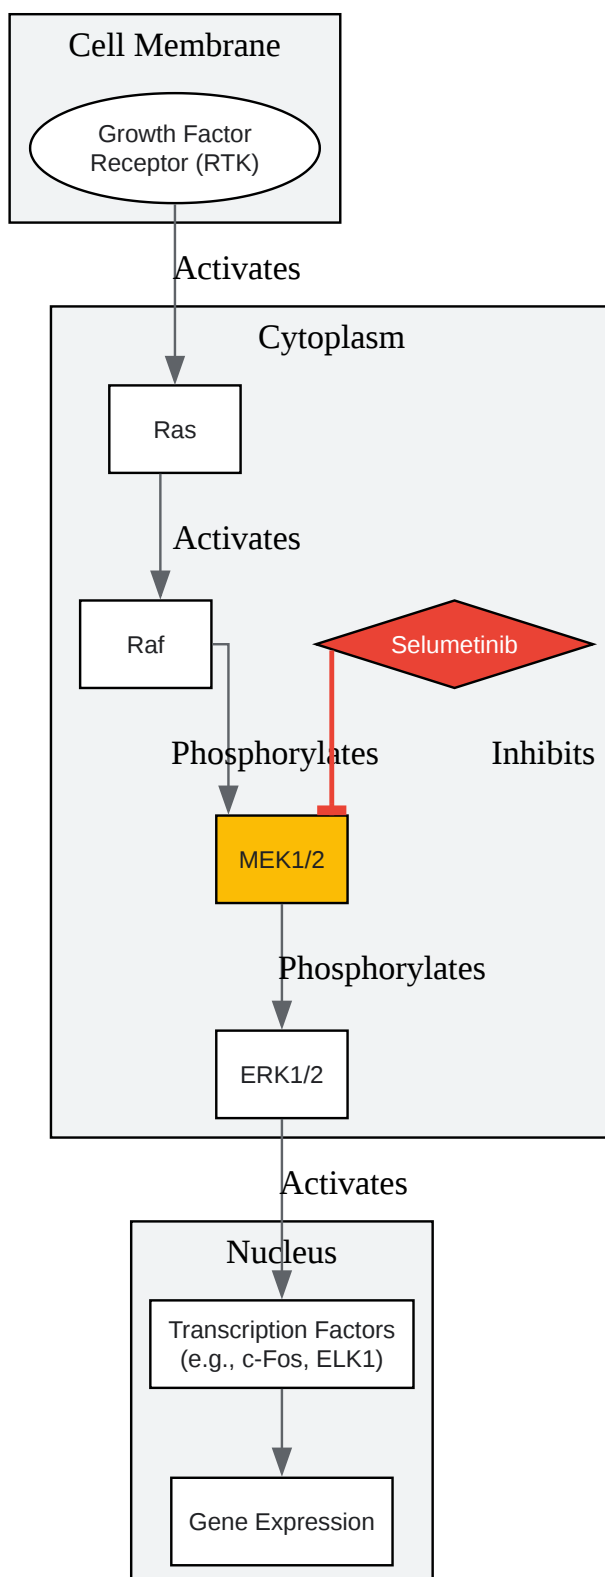 Cell Membrane
Growth Factor
Receptor (RTK)
Activates
Cytoplasm
Ras
Activates
Raf
Selumetinib
Phosphorylates
Inhibits
MEK1/2
Phosphorylates
ERK1/2
Activates
Nucleus
Transcription Factors
(e.g., c-Fos, ELK1)
Gene Expression